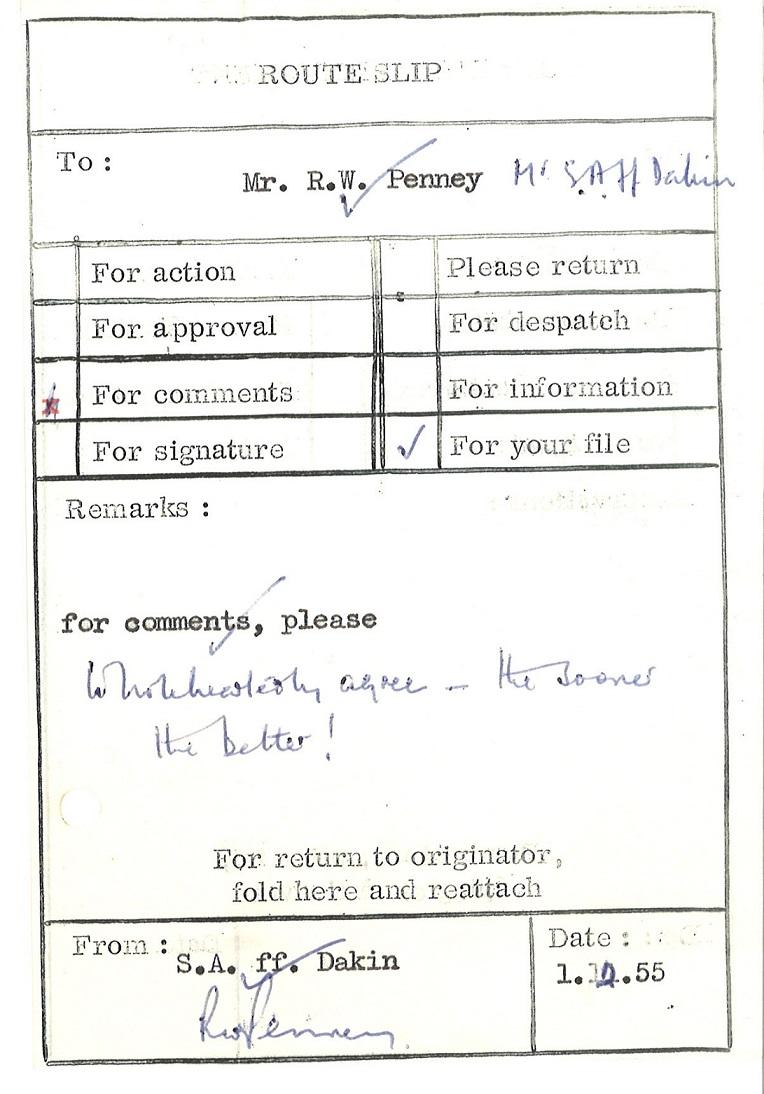 ROUTE SLIP
To :
Mr. R.W. Penney Mr S.A.ff Dakin
For action
Please return
For approval
For despatch
x For comments
For information
For signature
✓ For your file
Remarks :
for comments, please
Wholeheartedly agree – the sooner
the better!
For return to originator,
fold here and reattach
From :
S.A. ff. Dakin
RWPenney
Date :
1.12.55